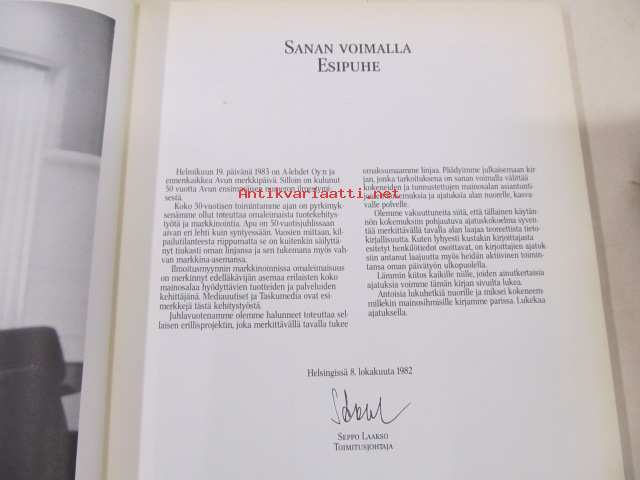 SANAN VOIMALLA
ESIPUHE
Helmikuun 19. päivänä 1983 on A-lehdet Oy:n ja
ennenkaikkea Avun merkkipäivä. Silloin on kulunut
50 vuotta Avun ensimmäisen numeron ilmestymi-
sestä.
Koko 50-vuotisen toimintamme ajan on pyrkimyk-
senämme ollut toteuttaa omaleimaista tuotekehitys-
työtä ja markkinointia. Apu on 50-vuotisjuhlissaan
aivan eri lehti kuin syntyessään. Vuosien mittaan, kil-
pailutilanteesta riippumatta se on kuitenkin säilyttä-
nyt tinkasti oman linjansa ja sen tukemana myös vah-
van markkina-asemansa.
Ilmoitusmyynnin markkinoinnissa omaleimaisuus
on merkinnyt edelläkävijän asemaa erilaisten koko
mainosalaa hyödyttävien tuotteiden ja palveluiden
kehittäjänä. Mediauutiset ja Taskumedia ovat esi-
merkkejä tästä kehitystyöstä.
Juhlavuotenamme olemme halunneet toteuttaa sel-
laisen erillisprojektin, joka merkittävällä tavalla tukee
omaksumaamme linjaa. Päädyimme julkaisemaan kir-
jan, jonka tarkoituksena on sanan voimalla välittää
kokeneiden ja tunnustettujen mainosalan asiantunti-
kokemuksia ja ajatuksia alan nuorelle, kasva-
valle polvelle.
Olemme vakuuttuneita siitä, että tällainen käytän-
nön kokemuksiin pohjautuva ajatuskokoelma syven-
tää merkittävällä tavalla alan laajaa teoreettista tieto-
kirjallisuutta. Kuten lyhyesti kustakin kirjoittajasta
esitetyt henkilötiedot osoittavat, on kirjoittajien ajatuk-
siin antanut laajuutta myös heidän aktiivinen toimin-
tansa oman päivätyön ulkopuolella.
Lämmin kiitos kaikille niille, joiden ainutkertaisia
ajatuksia voimme tämän kirjan sivuilta lukea.
Antoisia lukuhetkiä nuorille ja miksei kokeneem-
millekin mainosihmisille kirjamme parissa. Lukekaa
ajatuksella.
Antikvariaatti.net
Helsingissä 8. lokakuuta 1982
SEPPO LAAKSO
TOIMITUSJOHTAJA